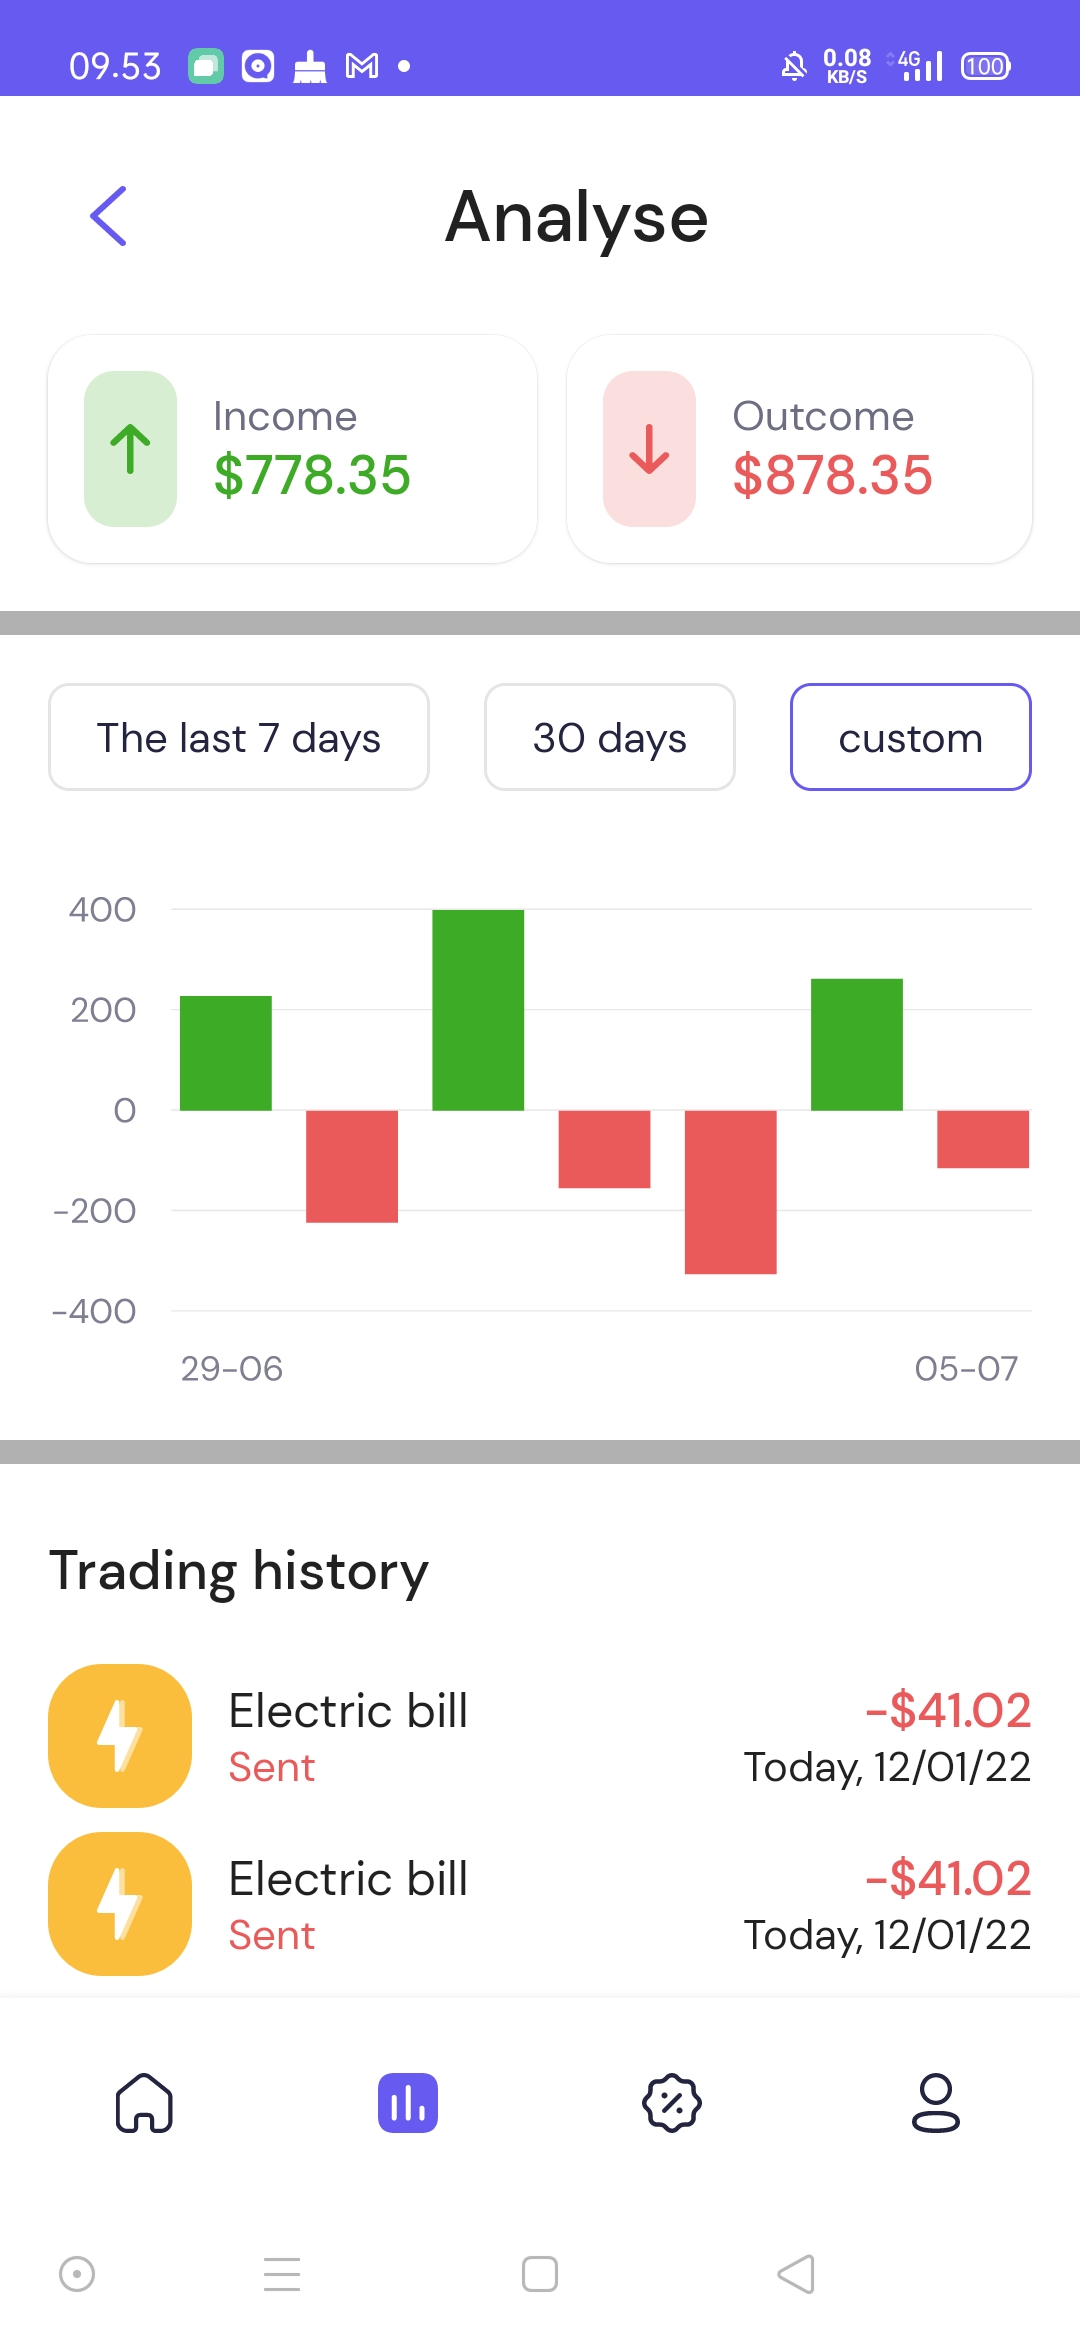 09.53
0.08
KB/S
4G
100
Analyse
Income
$778.35
Outcome
$878.35
The last 7 days
30 days
custom
400
200
0
-200
-400
29-06
05-07
Trading history
Electric bill
-$41.02
Sent
Today, 12/01/22
Electric bill
-$41.02
Sent
Today, 12/01/22